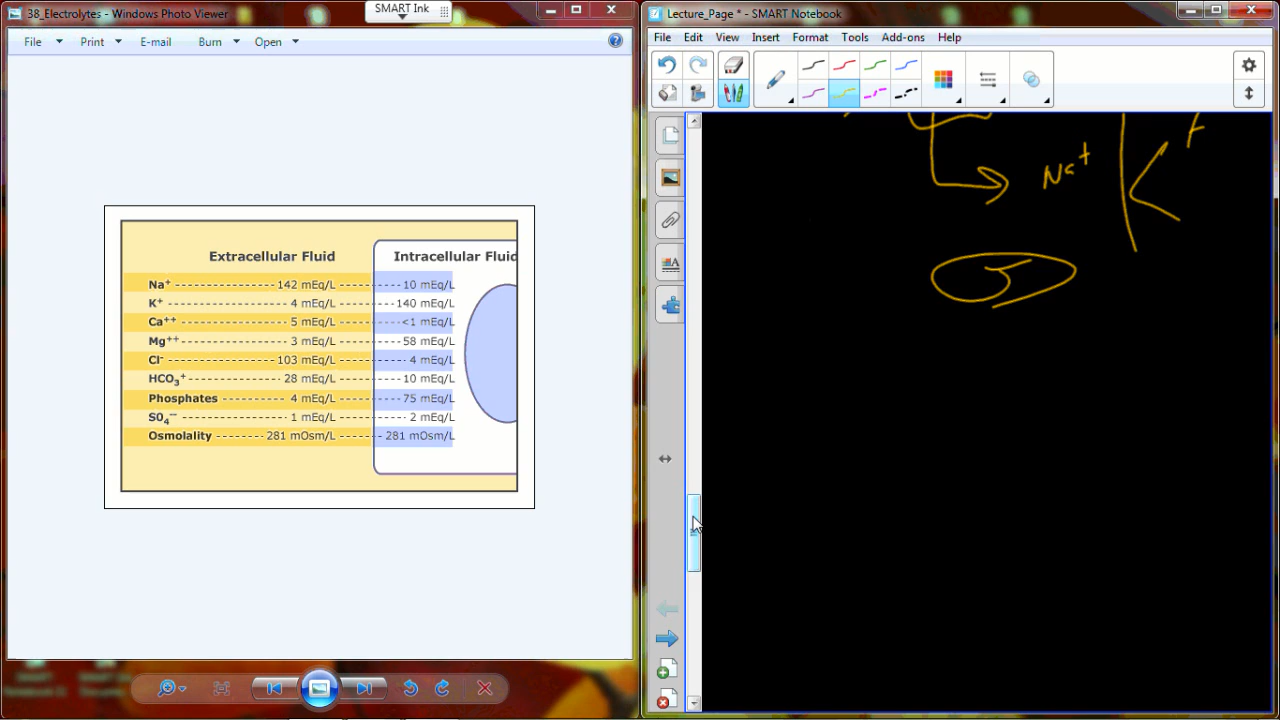 38_Electrolytes - Windows Photo Viewer
SMART Ink
File Print E-mail Burn Open
Extracellular Fluid Intracellular Fluid
Na+ 142 mEq/L 10 mEq/L
K+ 4 mEq/L 140 mEq/L
Ca++ 5 mEq/L <1 mEq/L
Mg++ 3 mEq/L 58 mEq/L
Cl- 103 mEq/L 4 mEq/L
HCO3+ 28 mEq/L 10 mEq/L
Phosphates 4 mEq/L 75 mEq/L
SO4-- 1 mEq/L 2 mEq/L
Osmolality 281 mOsm/L 281 mOsm/L
Lecture_Page * - SMART Notebook
File Edit View Insert Format Tools Add-ons Help
Na+ K+